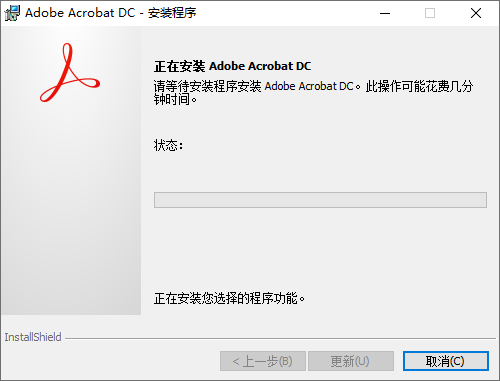 Adobe Acrobat DC - 安装程序
正在安装 Adobe Acrobat DC
请等待安装程序安装 Adobe Acrobat DC。此操作可能花费几分
钟时间。
状态：
正在安装您选择的程序功能。
InstallShield
< 上一步(B)
更新(U)
取消(C)